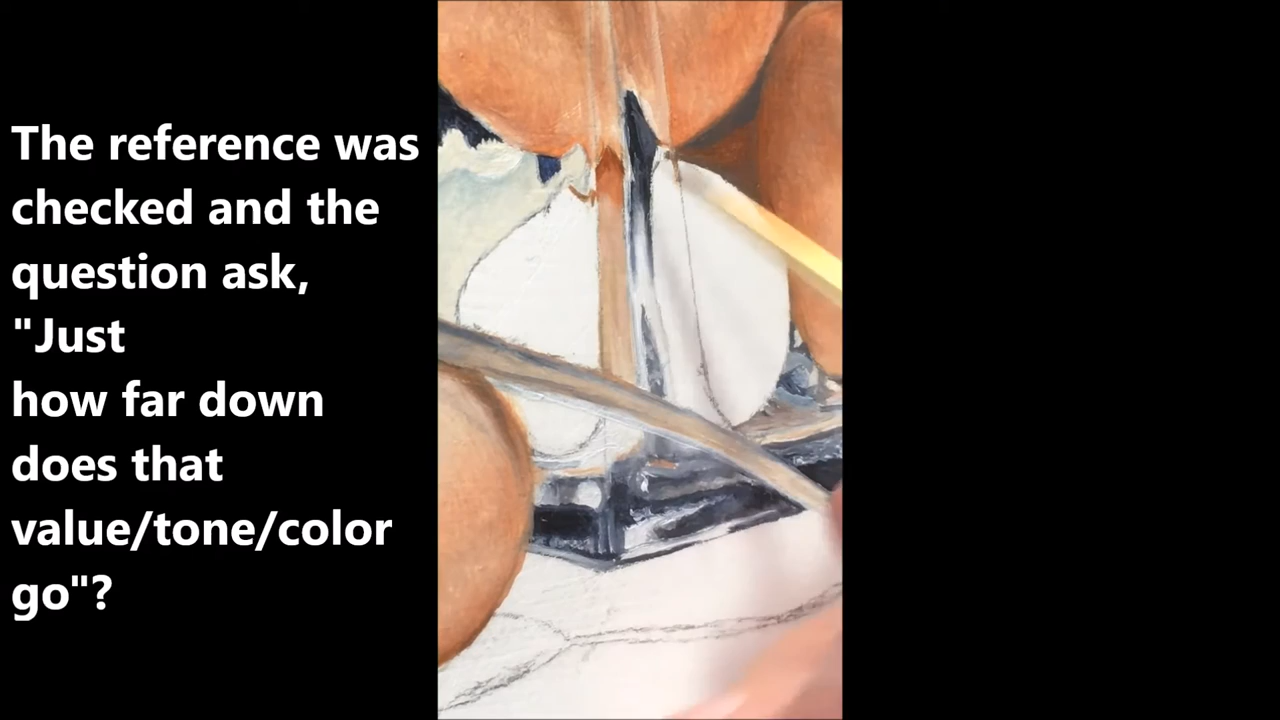 The reference was
checked and the
question ask,
"Just
how far down
does that
value/tone/color
go"?